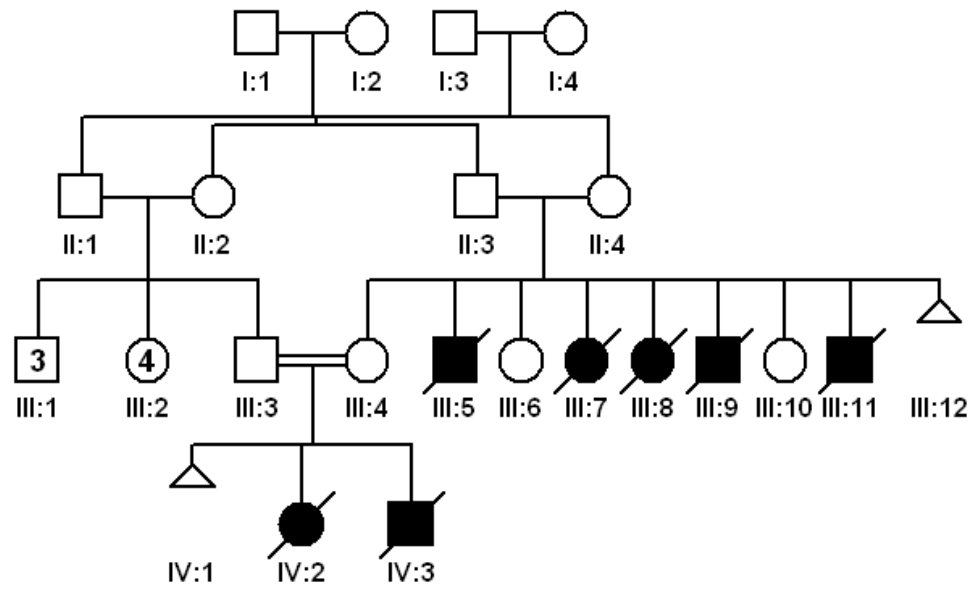 I:1 I:2 I:3 I:4
II:1 II:2 II:3 II:4
3 4
III:1 III:2 III:3 III:4 III:5 III:6 III:7 III:8 III:9 III:10 III:11 III:12
IV:1 IV:2 IV:3